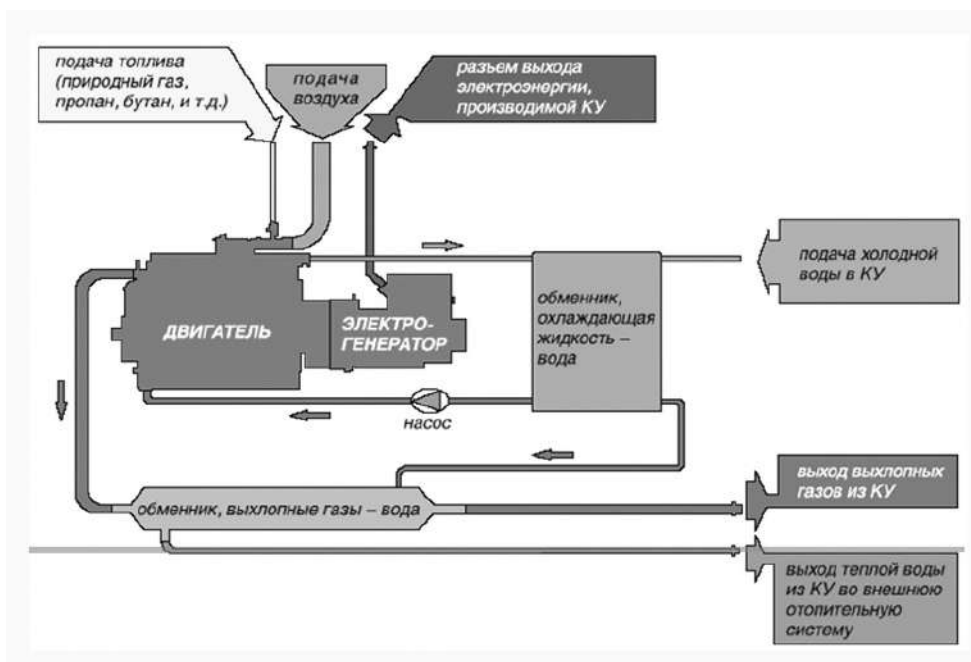 подача топлива
(природный газ,
пропан, бутан, и т.д.)
подача
воздуха
разъем выхода
электроэнергии,
производимой КУ
подача холодной
воды в КУ
обменник,
охлаждающая
жидкость –
вода
ДВИГАТЕЛЬ
ЭЛЕКТРО-
ГЕНЕРАТОР
насос
обменник, выхлопные газы – вода
выход выхлопных
газов из КУ
выход теплой воды
из КУ во внешнюю
отопительную
систему